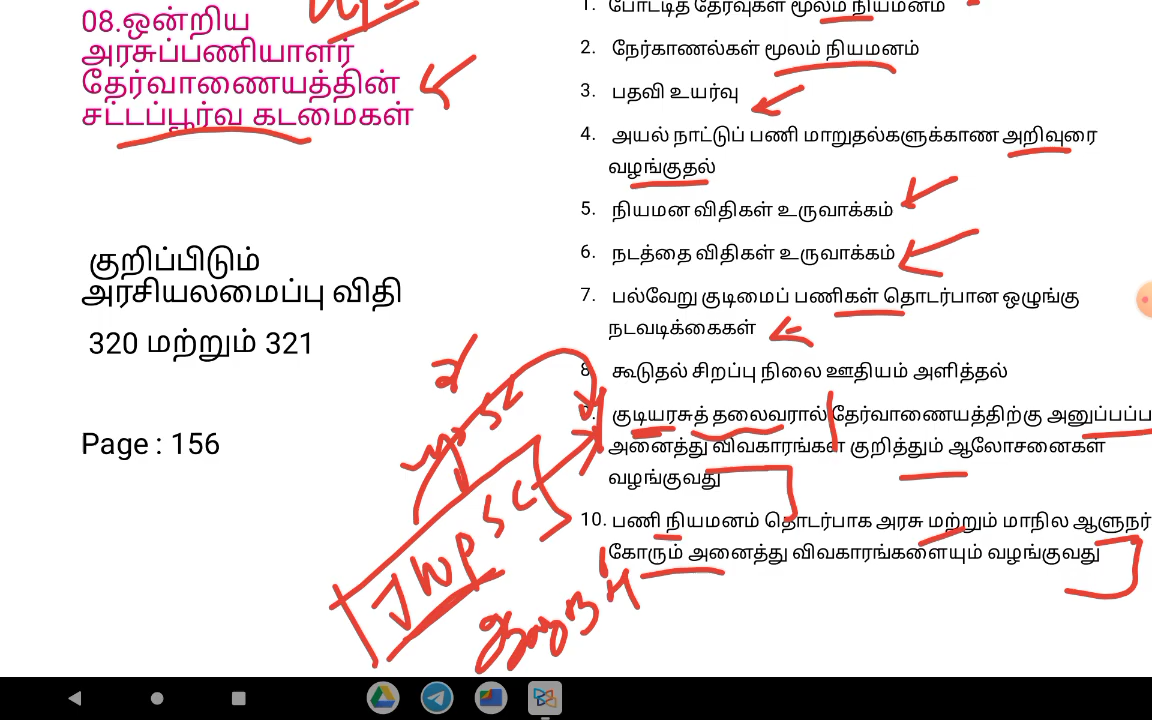 08.ஒன்றிய
அரசுப்பணியாளர்
தேர்வாணையத்தின்
சட்டப்பூர்வ கடமைகள்
குறிப்பிடும்
அரசியலமைப்பு விதி
320 மற்றும் 321
Page : 156
1. போட்டித் தேர்வுகள் மூலம் நியமனம்
2. நேர்காணல்கள் மூலம் நியமனம்
3. பதவி உயர்வு
4. அயல் நாட்டுப் பணி மாறுதல்களுக்காண அறிவுரை
வழங்குதல்
5. நியமன விதிகள் உருவாக்கம்
6. நடத்தை விதிகள் உருவாக்கம்
7. பல்வேறு குடிமைப் பணிகள் தொடர்பான ஒழுங்கு
நடவடிக்கைகள்
8. கூடுதல் சிறப்பு நிலை ஊதியம் அளித்தல்
குடியரசுத் தலைவரால் தேர்வாணையத்திற்கு அனுப்பப்ப
அனைத்து விவகாரங்கள் குறித்தும் ஆலோசனைகள்
வழங்குவது
10. பணி நியமனம் தொடர்பாக அரசு மற்றும் மாநில ஆளுநர்
கோரும் அனைத்து விவகாரங்களையும் வழங்குவது